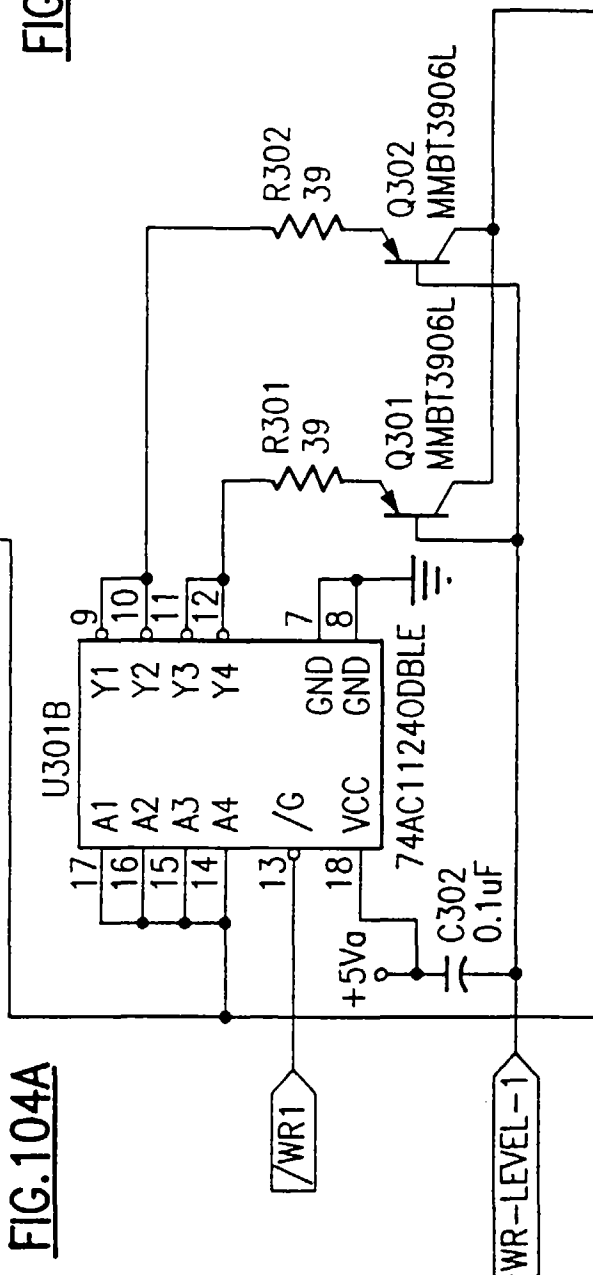 FIG
FIG.104A
U301B
17 A1 Y1 9
16 A2 Y2 10
15 A3 Y3 11
14 A4 Y4 12
13 /G GND 7
18 VCC GND 8
74AC11240DBLE
+5Va
C302
0.1uF
/WR1
WR-LEVEL-1
R301
39
R302
39
Q301
MMBT3906L
Q302
MMBT3906L